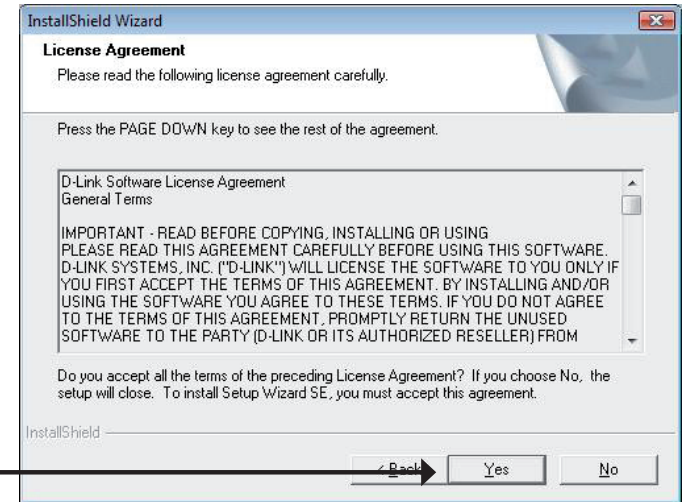 InstallShield Wizard
License Agreement
Please read the following license agreement carefully.
Press the PAGE DOWN key to see the rest of the agreement.
D-Link Software License Agreement
General Terms
IMPORTANT - READ BEFORE COPYING, INSTALLING OR USING
PLEASE READ THIS AGREEMENT CAREFULLY BEFORE USING THIS SOFTWARE.
D-LINK SYSTEMS, INC. ("D-LINK") WILL LICENSE THE SOFTWARE TO YOU ONLY IF
YOU FIRST ACCEPT THE TERMS OF THIS AGREEMENT. BY INSTALLING AND/OR
USING THE SOFTWARE YOU AGREE TO THESE TERMS. IF YOU DO NOT AGREE
TO THE TERMS OF THIS AGREEMENT, PROMPTLY RETURN THE UNUSED
SOFTWARE TO THE PARTY (D-LINK OR ITS AUTHORIZED RESELLER) FROM
Do you accept all the terms of the preceding License Agreement? If you choose No, the
setup will close. To install Setup Wizard SE, you must accept this agreement.
InstallShield
< Back Yes No